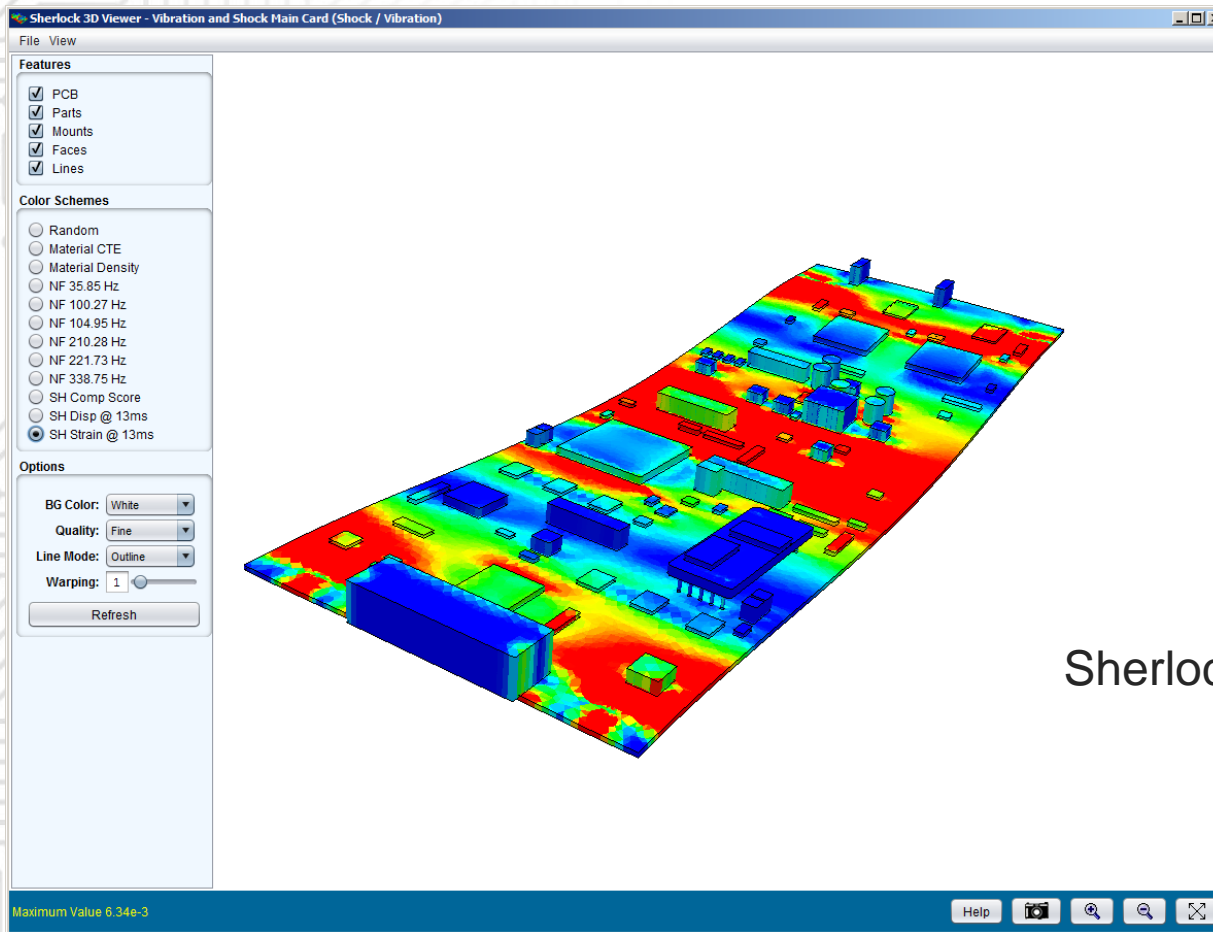 Sherlock 3D Viewer - Vibration and Shock Main Card (Shock / Vibration)
File View
Features
PCB
Parts
Mounts
Faces
Lines
Color Schemes
Random
Material CTE
Material Density
NF 35.85 Hz
NF 100.27 Hz
NF 104.95 Hz
NF 210.28 Hz
NF 221.73 Hz
NF 338.75 Hz
SH Comp Score
SH Disp @ 13ms
SH Strain @ 13ms
Options
BG Color: White
Quality: Fine
Line Mode: Outline
Warping: 1
Refresh
Sherloc
Maximum Value 6.34e-3
Help